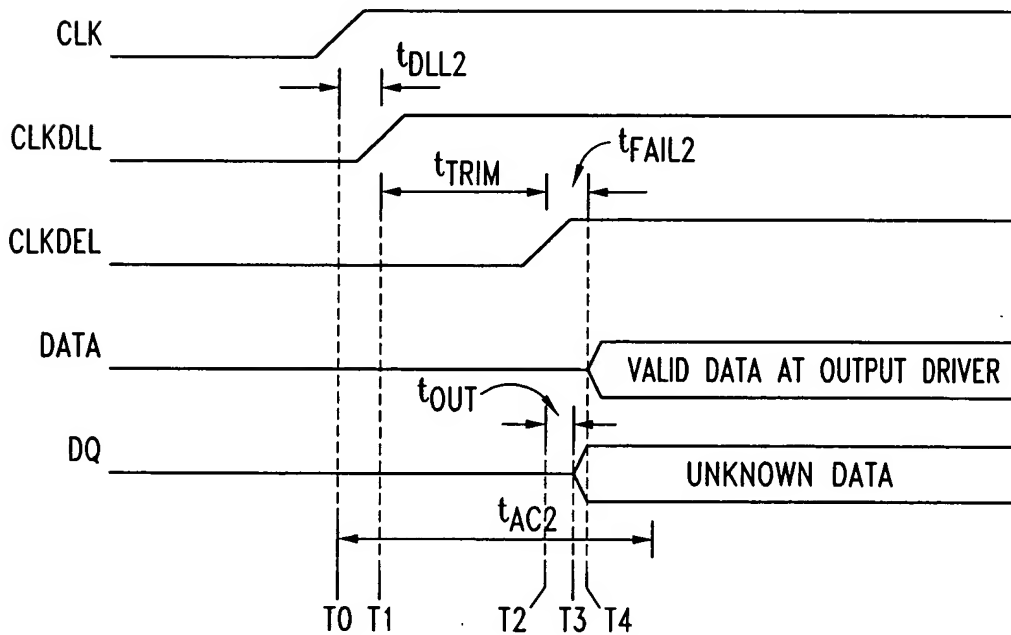 CLK
tDLL2
CLKDLL
tFAIL2
tTRIM
CLKDEL
DATA
VALID DATA AT OUTPUT DRIVER
tOUT
DQ
UNKNOWN DATA
tAC2
T0 T1 T2 T3 T4